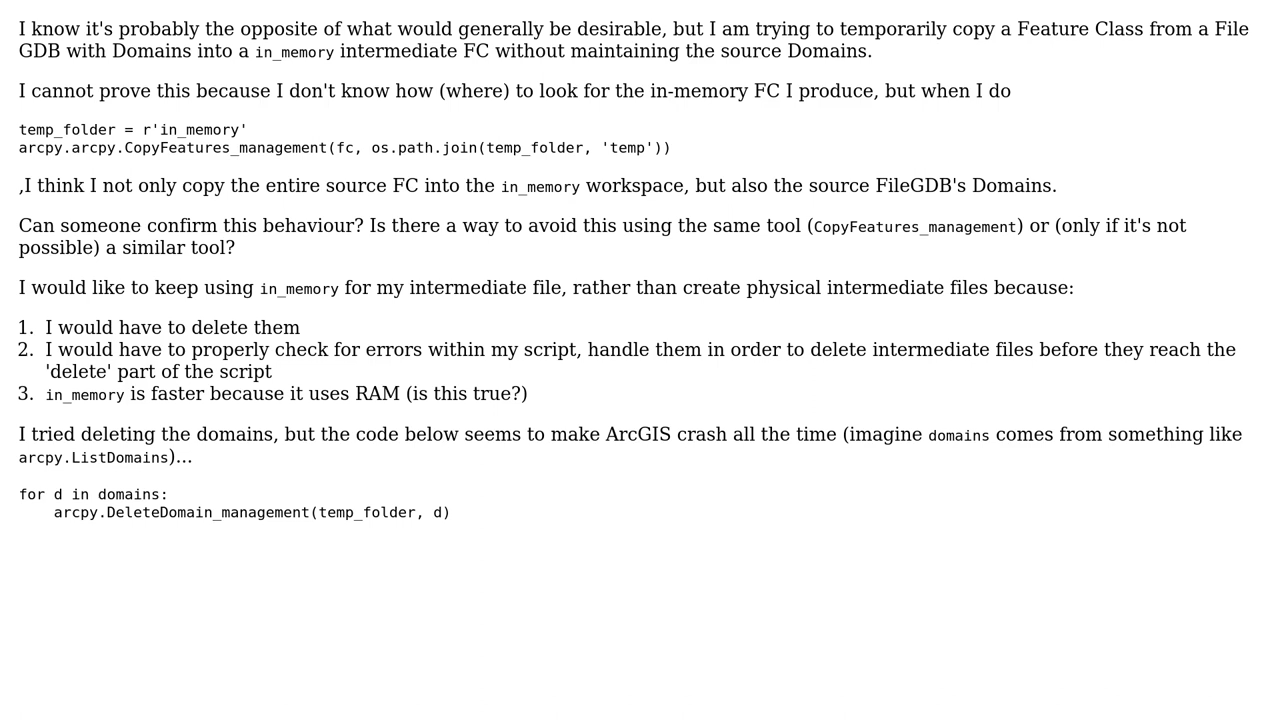 I know it's probably the opposite of what would generally be desirable, but I am trying to temporarily copy a Feature Class from a File
GDB with Domains into a in_memory intermediate FC without maintaining the source Domains.
I cannot prove this because I don't know how (where) to look for the in-memory FC I produce, but when I do
temp_folder = r'in_memory'
arcpy.arcpy.CopyFeatures_management(fc, os.path.join(temp_folder, 'temp'))
,I think I not only copy the entire source FC into the in_memory workspace, but also the source FileGDB's Domains.
Can someone confirm this behaviour? Is there a way to avoid this using the same tool (CopyFeatures_management) or (only if it's not
possible) a similar tool?
I would like to keep using in_memory for my intermediate file, rather than create physical intermediate files because:
1. I would have to delete them
2. I would have to properly check for errors within my script, handle them in order to delete intermediate files before they reach the
'delete' part of the script
3. in_memory is faster because it uses RAM (is this true?)
I tried deleting the domains, but the code below seems to make ArcGIS crash all the time (imagine domains comes from something like
arcpy.ListDomains)...
for d in domains:
    arcpy.DeleteDomain_management(temp_folder, d)